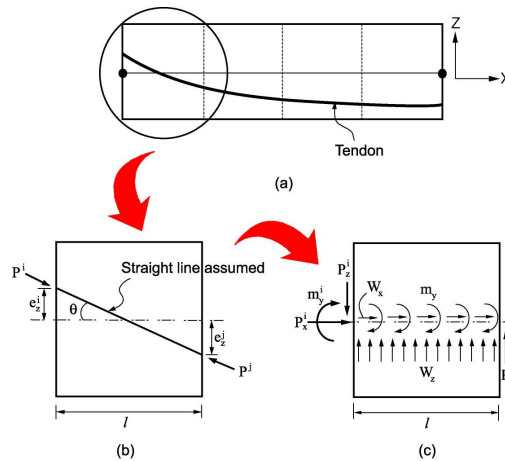 Z
X
Tendon
(a)
Straight line assumed
P^i
e_z^i
θ
e_z^j
P^j
l
(b)
P_z^i
m_y^i
W_x
m_y
P_x^i
W_z
l
(c)